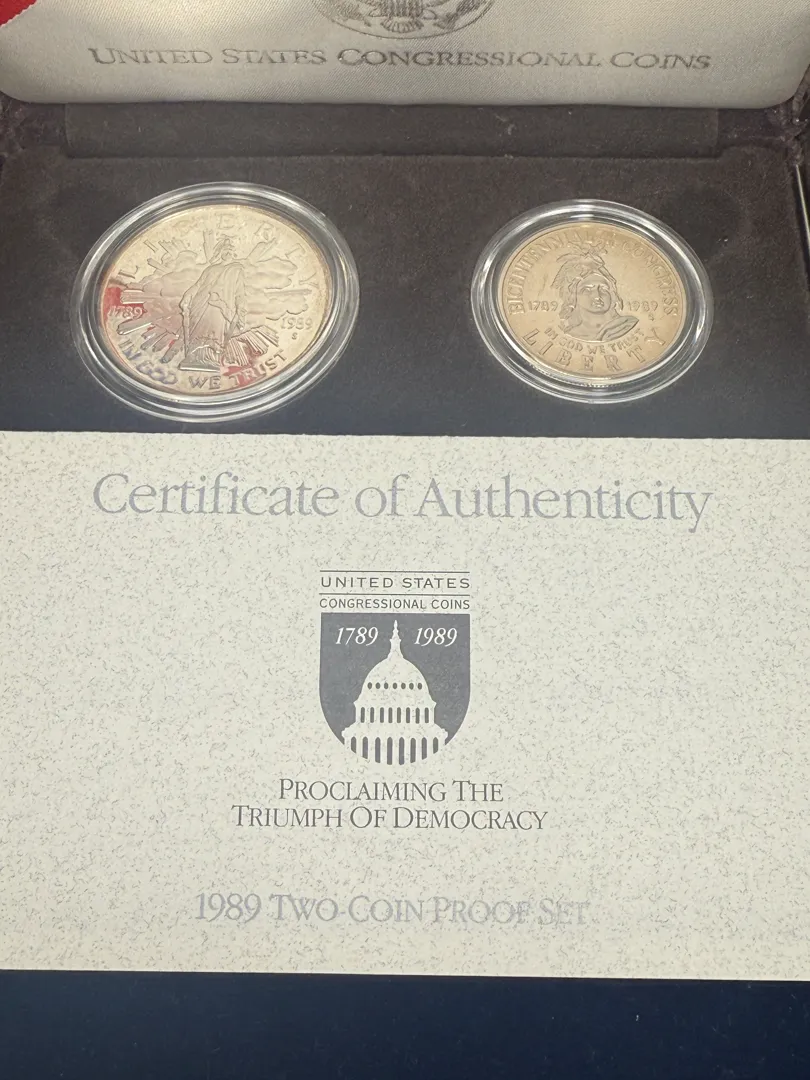 UNITED STATES CONGRESSIONAL COINS
LIBERTY
1789
1989
S
IN GOD WE TRUST
BICENTENNIAL OF CONGRESS
1789
1989
IN GOD WE TRUST
LIBERTY
Certificate of Authenticity
UNITED STATES
CONGRESSIONAL COINS
1789 1989
PROCLAIMING THE
TRIUMPH OF DEMOCRACY
1989 TWO-COIN PROOF SET